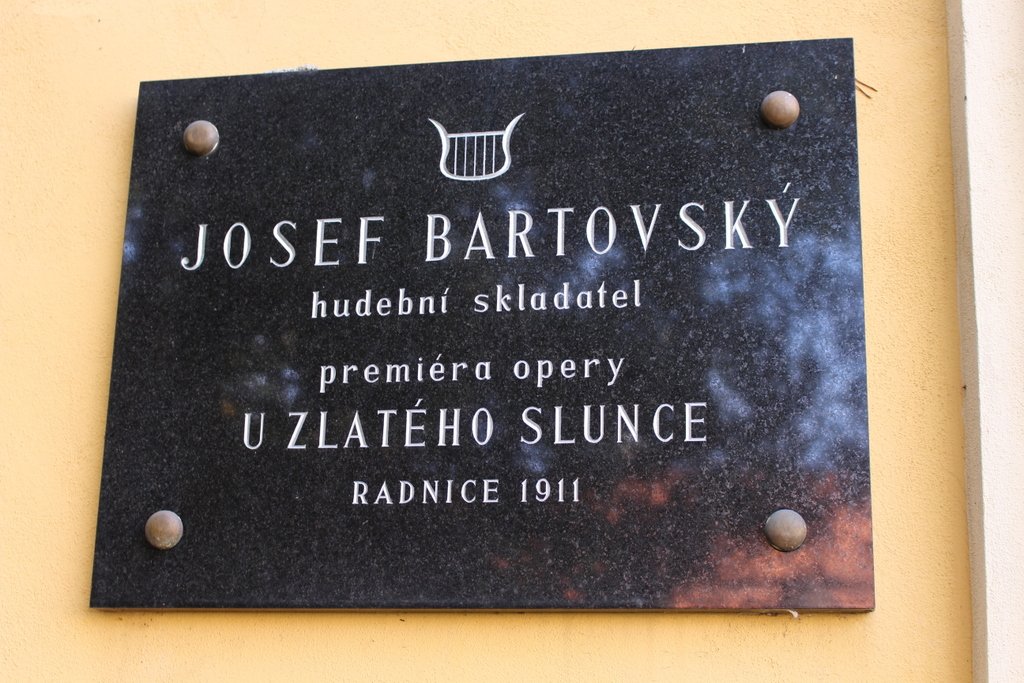 JOSEF BARTOVSKÝ
hudební skladatel
premiéra opery
U ZLATÉHO SLUNCE
RADNICE 1911